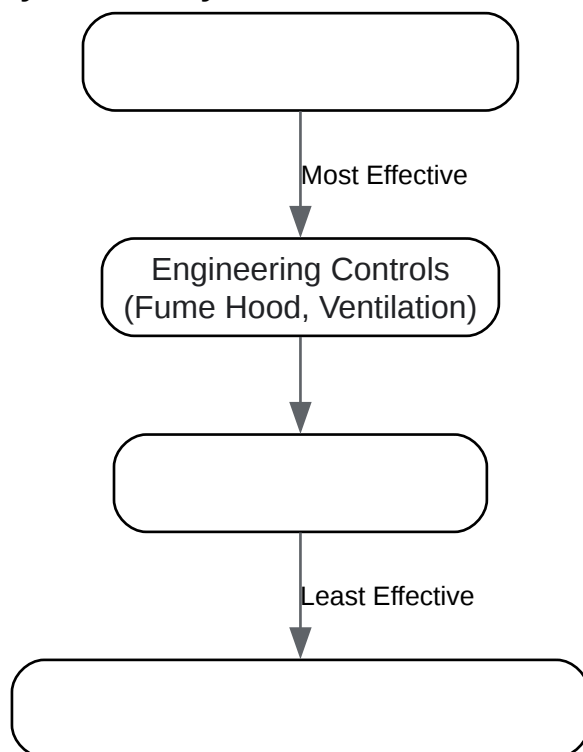 Most Effective
Engineering Controls
(Fume Hood, Ventilation)
Least Effective